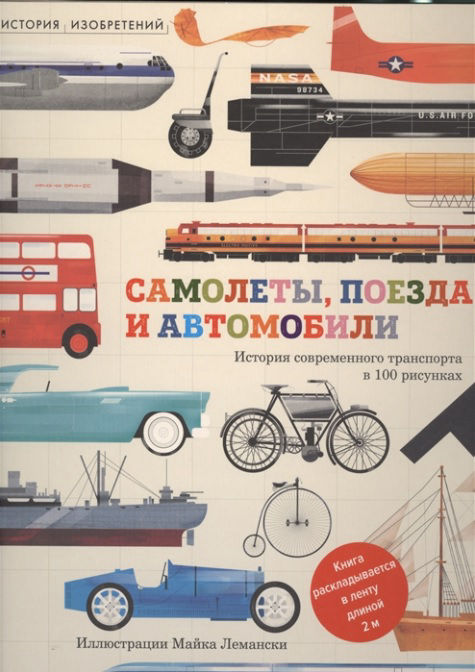 ИСТОРИЯ ИЗОБРЕТЕНИЙ
NASA
98734
U.S. AIR FO
САМОЛЕТЫ, ПОЕЗДА
И АВТОМОБИЛИ
История современного транспорта
в 100 рисунках
Книга
раскладывается
в ленту
длиной
2 м
Иллюстрации Майка Лемански